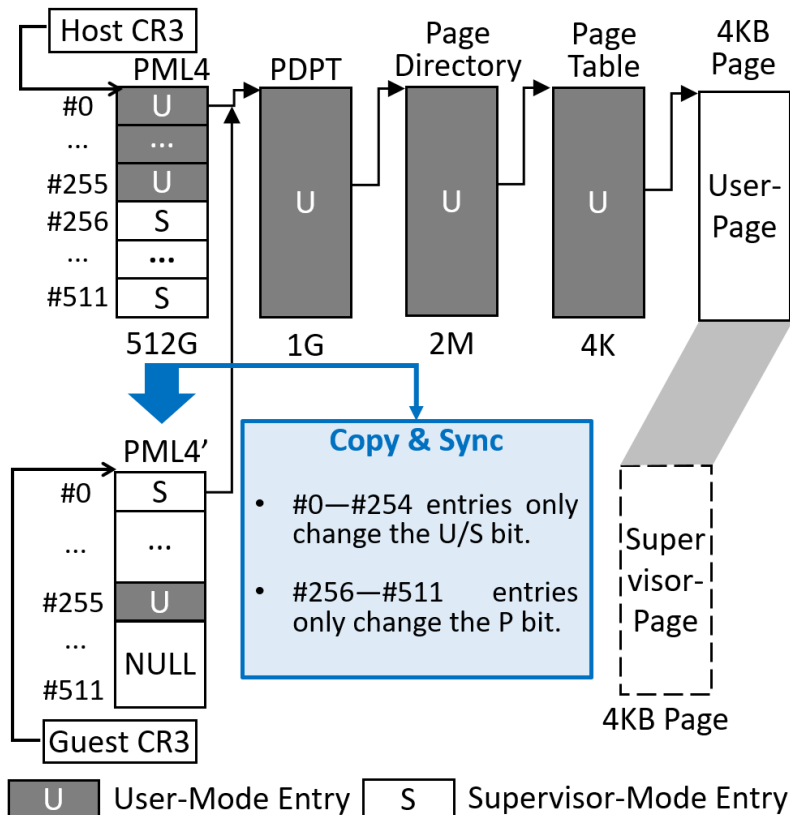 Host CR3
PML4
PDPT
Page
Directory
Page
Table
4KB
Page
#0
U
...
...
#255
U
#256
S
...
...
#511
S
U
U
U
User-
Page
512G
1G
2M
4K
PML4’
#0
S
...
...
#255
U
...
NULL
#511
Guest CR3
Copy & Sync
• #0—#254 entries only
change the U/S bit.
• #256—#511 entries
only change the P bit.
Super
visor-
Page
4KB Page
U User-Mode Entry
S Supervisor-Mode Entry